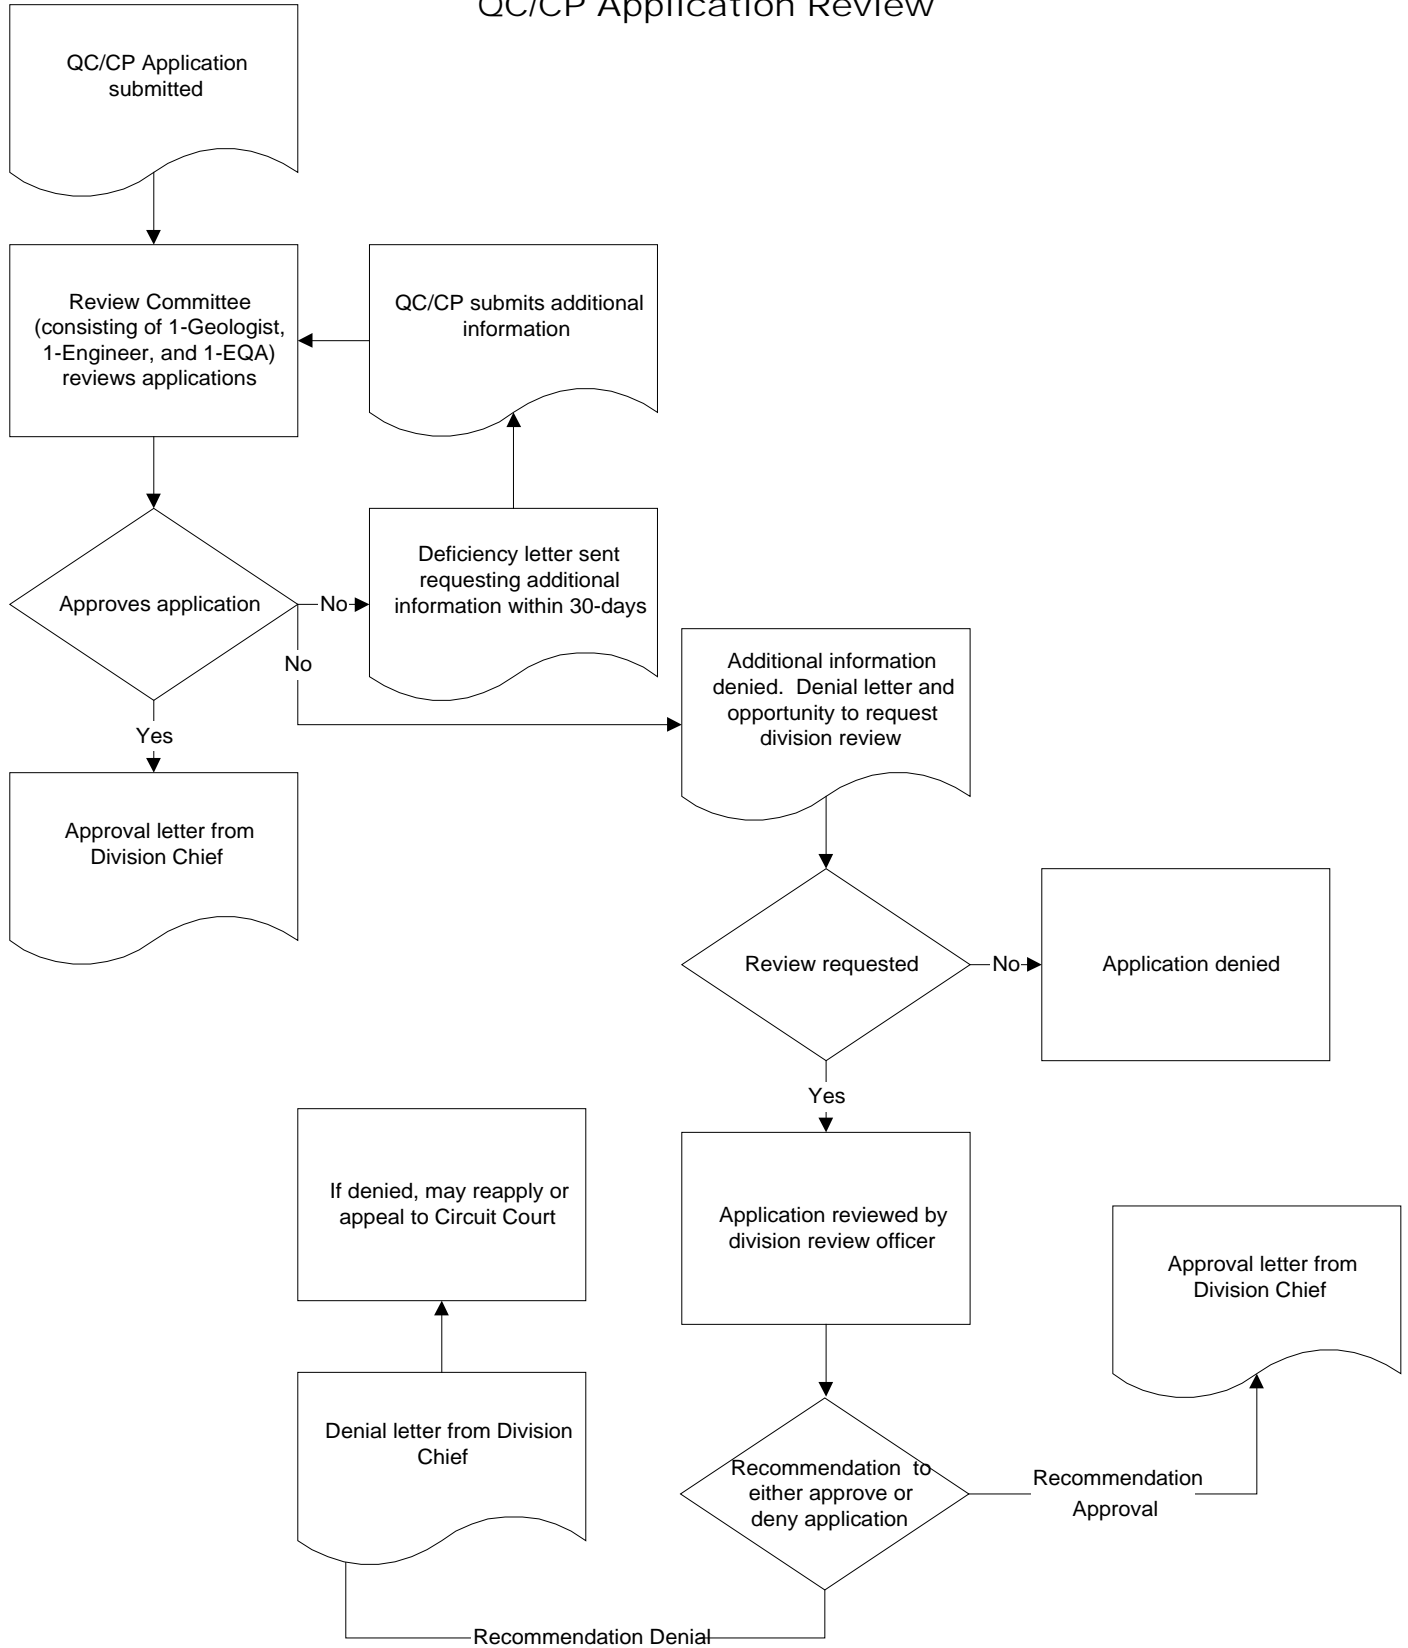 QC/CP Application Review
QC/CP Application
submitted
Review Committee
(consisting of 1-Geologist,
1-Engineer, and 1-EQA)
reviews applications
QC/CP submits additional
information
Approves application
No
Deficiency letter sent
requesting additional
information within 30-days
No
Additional information
denied.  Denial letter and
opportunity to request
division review
Yes
Approval letter from
Division Chief
Review requested
No
Application denied
Yes
If denied, may reapply or
appeal to Circuit Court
Application reviewed by
division review officer
Approval letter from
Division Chief
Denial letter from Division
Chief
Recommendation  to
either approve or
deny application
Recommendation
Approval
Recommendation Denial